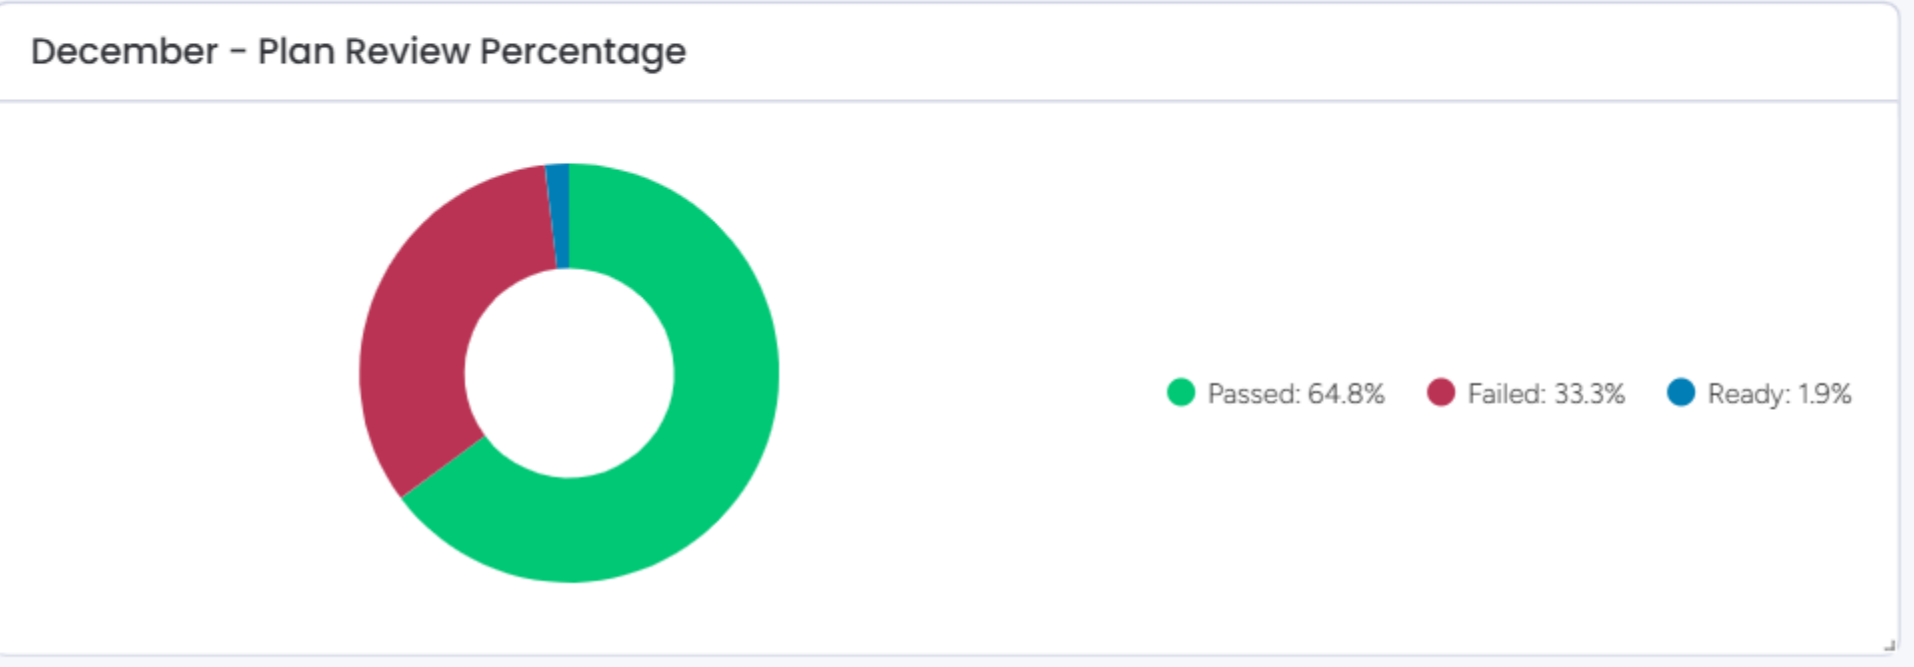 December - Plan Review Percentage
Passed: 64.8% Failed: 33.3% Ready: 1.9%